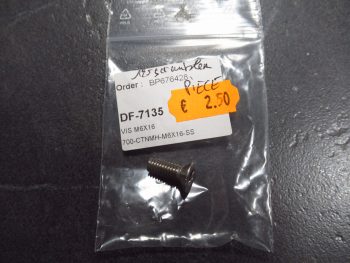 Order: BP676428
PIECE
€ 2.50
DF-7135
VIS M6X16
700-CTNMH-M6X16-SS